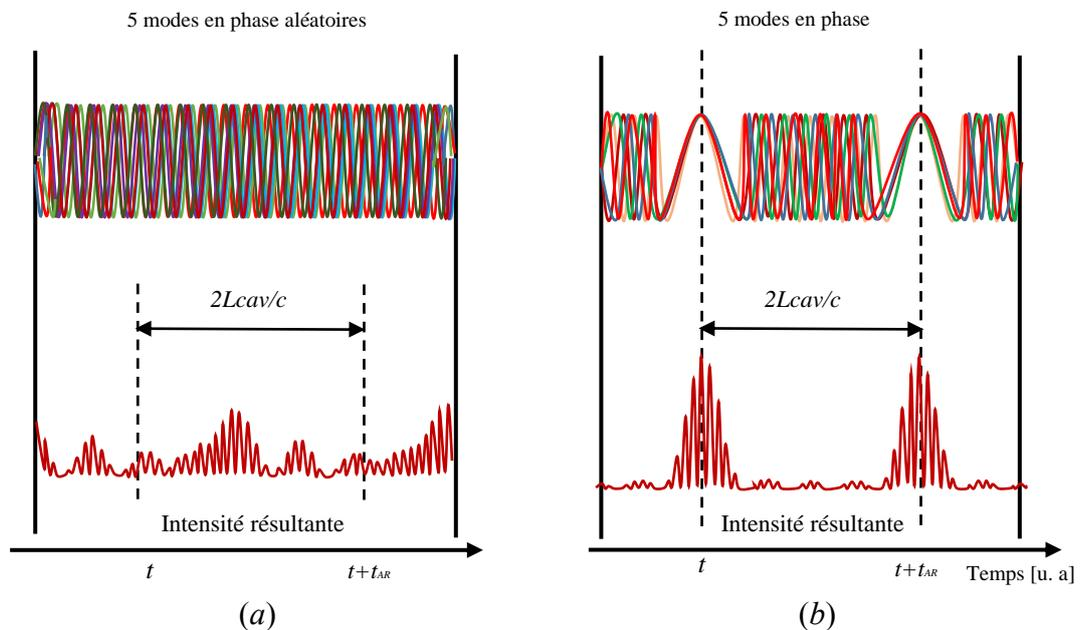 5 modes en phase aléatoires
2Lcav/c
Intensité résultante
t
t+tAR
(a)
5 modes en phase
2Lcav/c
Intensité résultante
t
t+tAR
Temps [u. a]
(b)